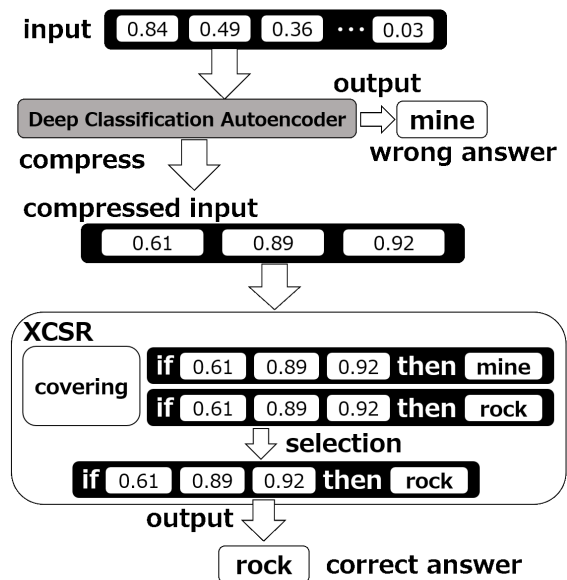 input 0.84 0.49 0.36 ··· 0.03
output
Deep Classification Autoencoder mine
compress wrong answer
compressed input
0.61 0.89 0.92
XCSR
covering
if 0.61 0.89 0.92 then mine
if 0.61 0.89 0.92 then rock
selection
if 0.61 0.89 0.92 then rock
output
rock correct answer